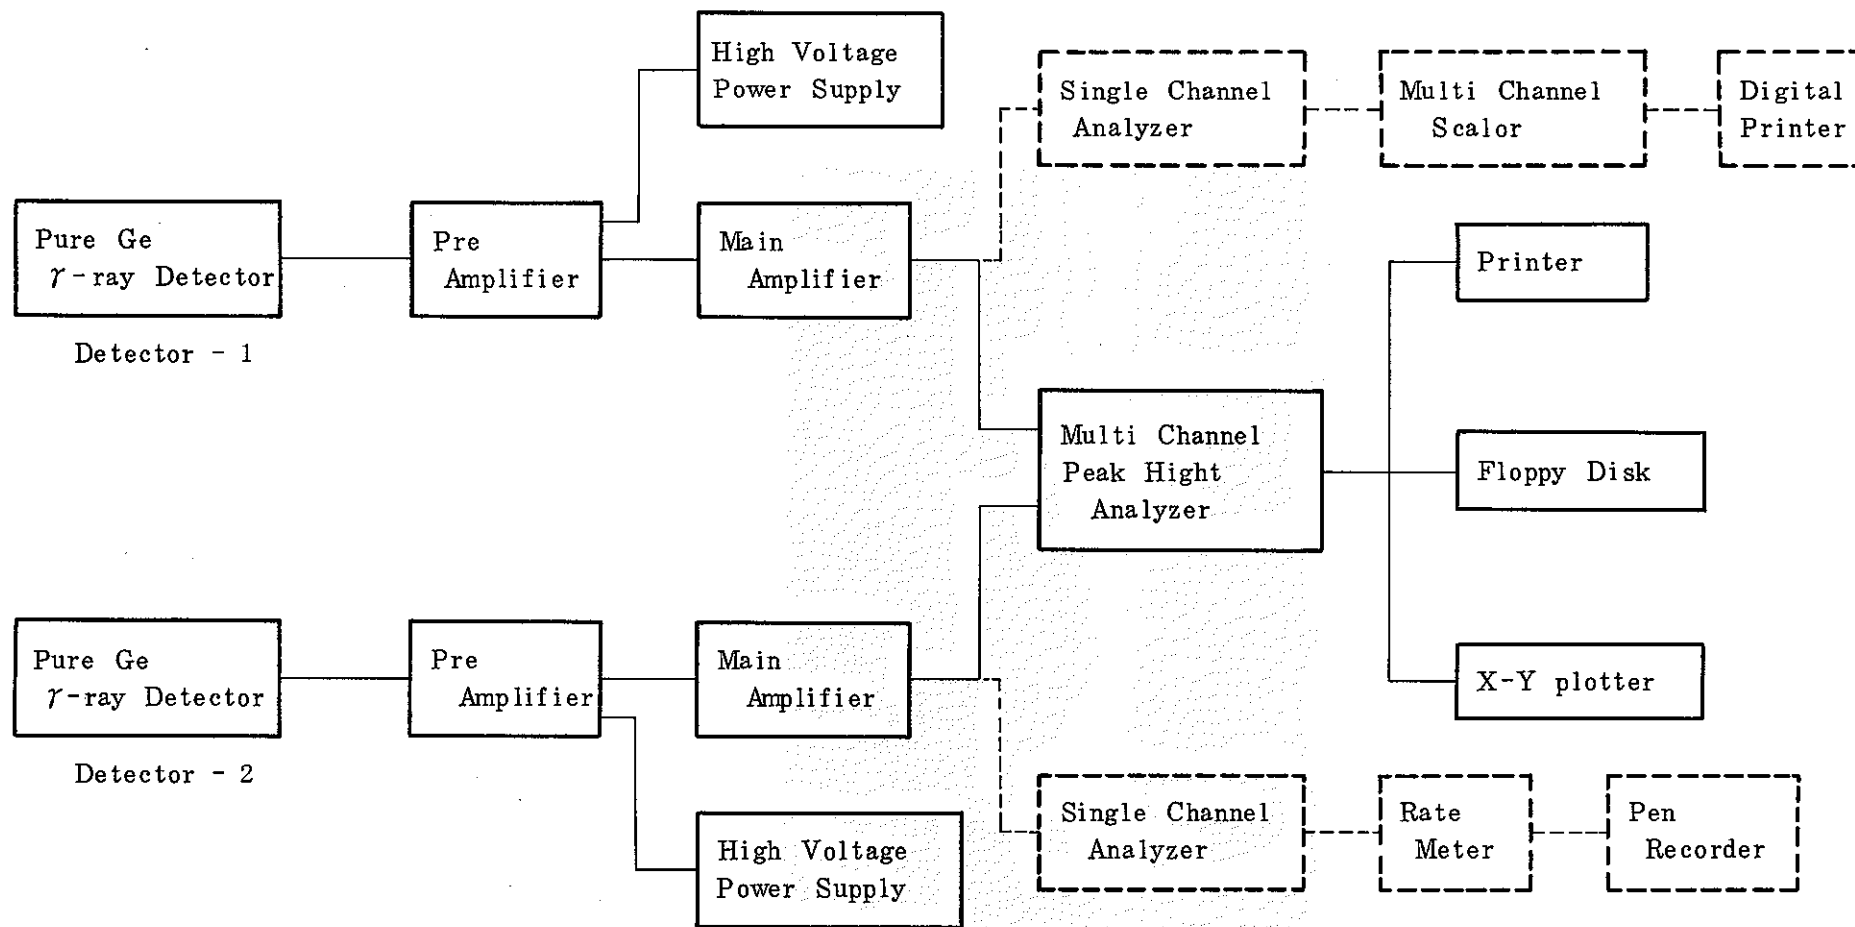 High Voltage
Power Supply
Single Channel
Analyzer
Multi Channel
Scalor
Digital
Printer
Pure Ge
γ-ray Detector
Detector - 1
Pre
Amplifier
Main
Amplifier
Printer
Multi Channel
Peak Hight
Analyzer
Floppy Disk
Pure Ge
γ-ray Detector
Detector - 2
Pre
Amplifier
Main
Amplifier
X-Y plotter
High Voltage
Power Supply
Single Channel
Analyzer
Rate
Meter
Pen
Recorder